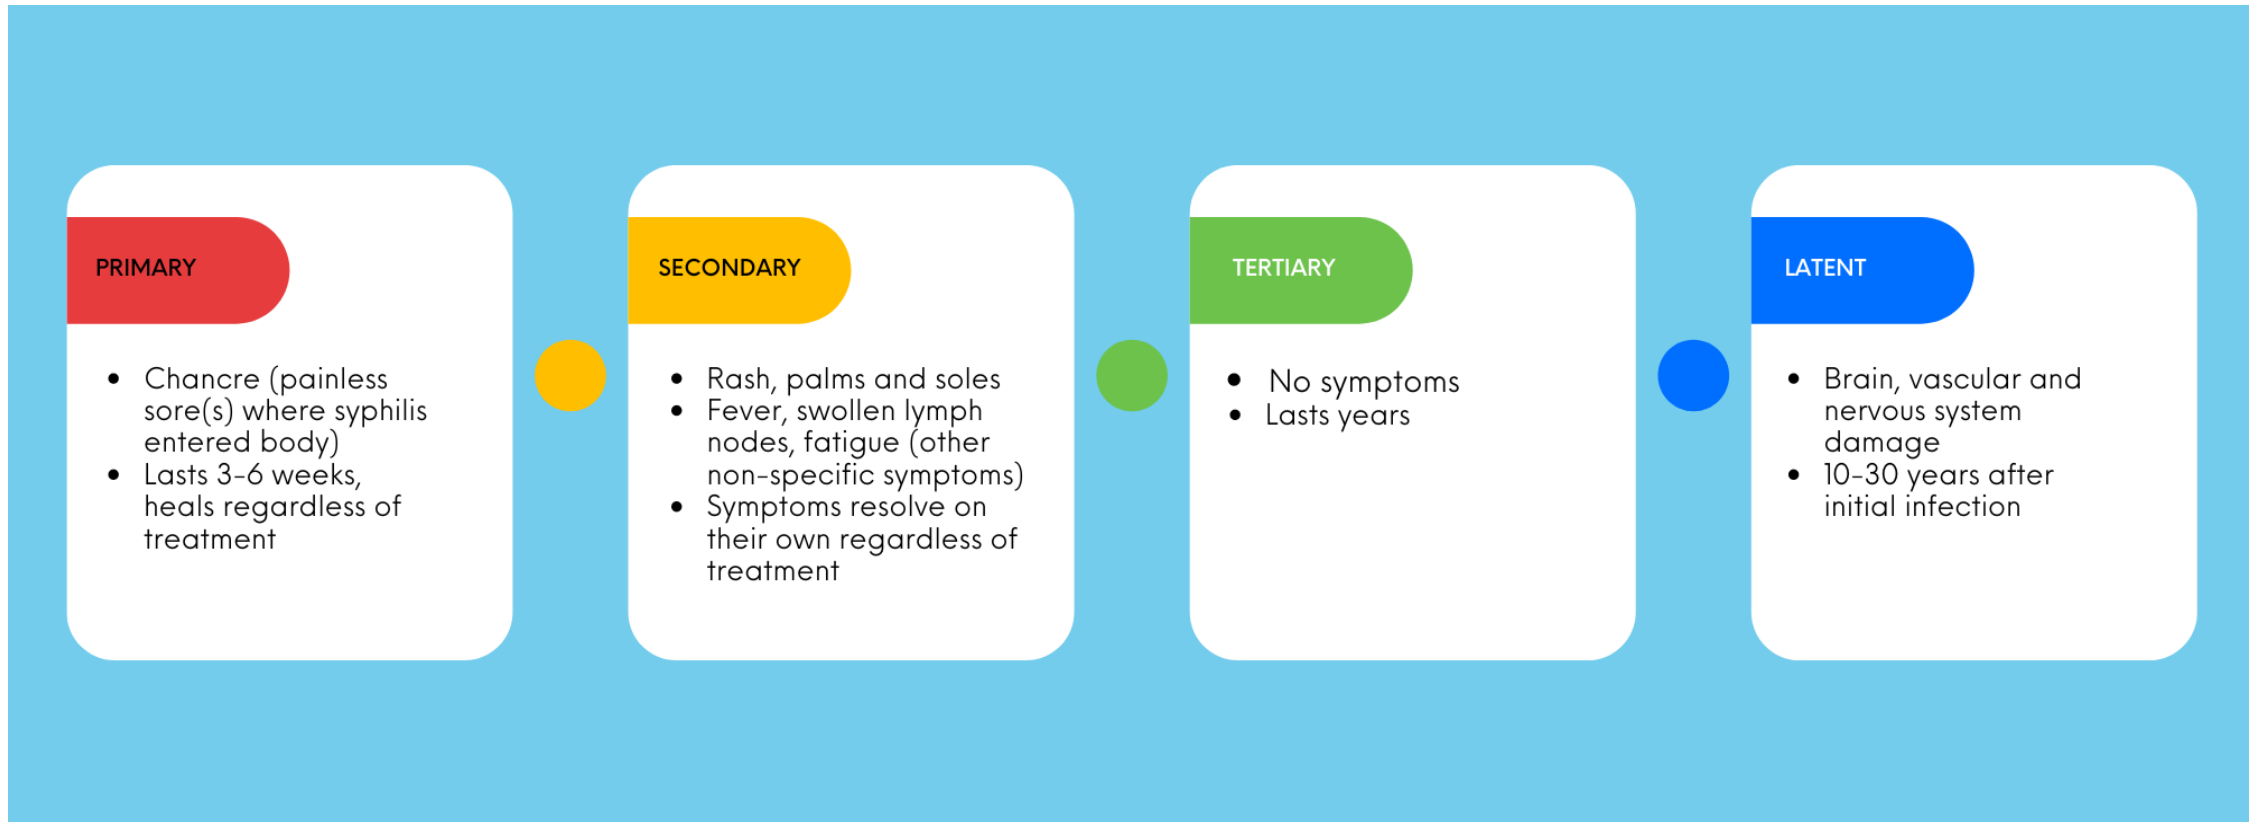 PRIMARY
• Chancre (painless
sore(s) where syphilis
entered body)
• Lasts 3-6 weeks,
heals regardless of
treatment
SECONDARY
• Rash, palms and soles
• Fever, swollen lymph
nodes, fatigue (other
non-specific symptoms)
• Symptoms resolve on
their own regardless of
treatment
TERTIARY
• No symptoms
• Lasts years
LATENT
• Brain, vascular and
nervous system
damage
• 10-30 years after
initial infection